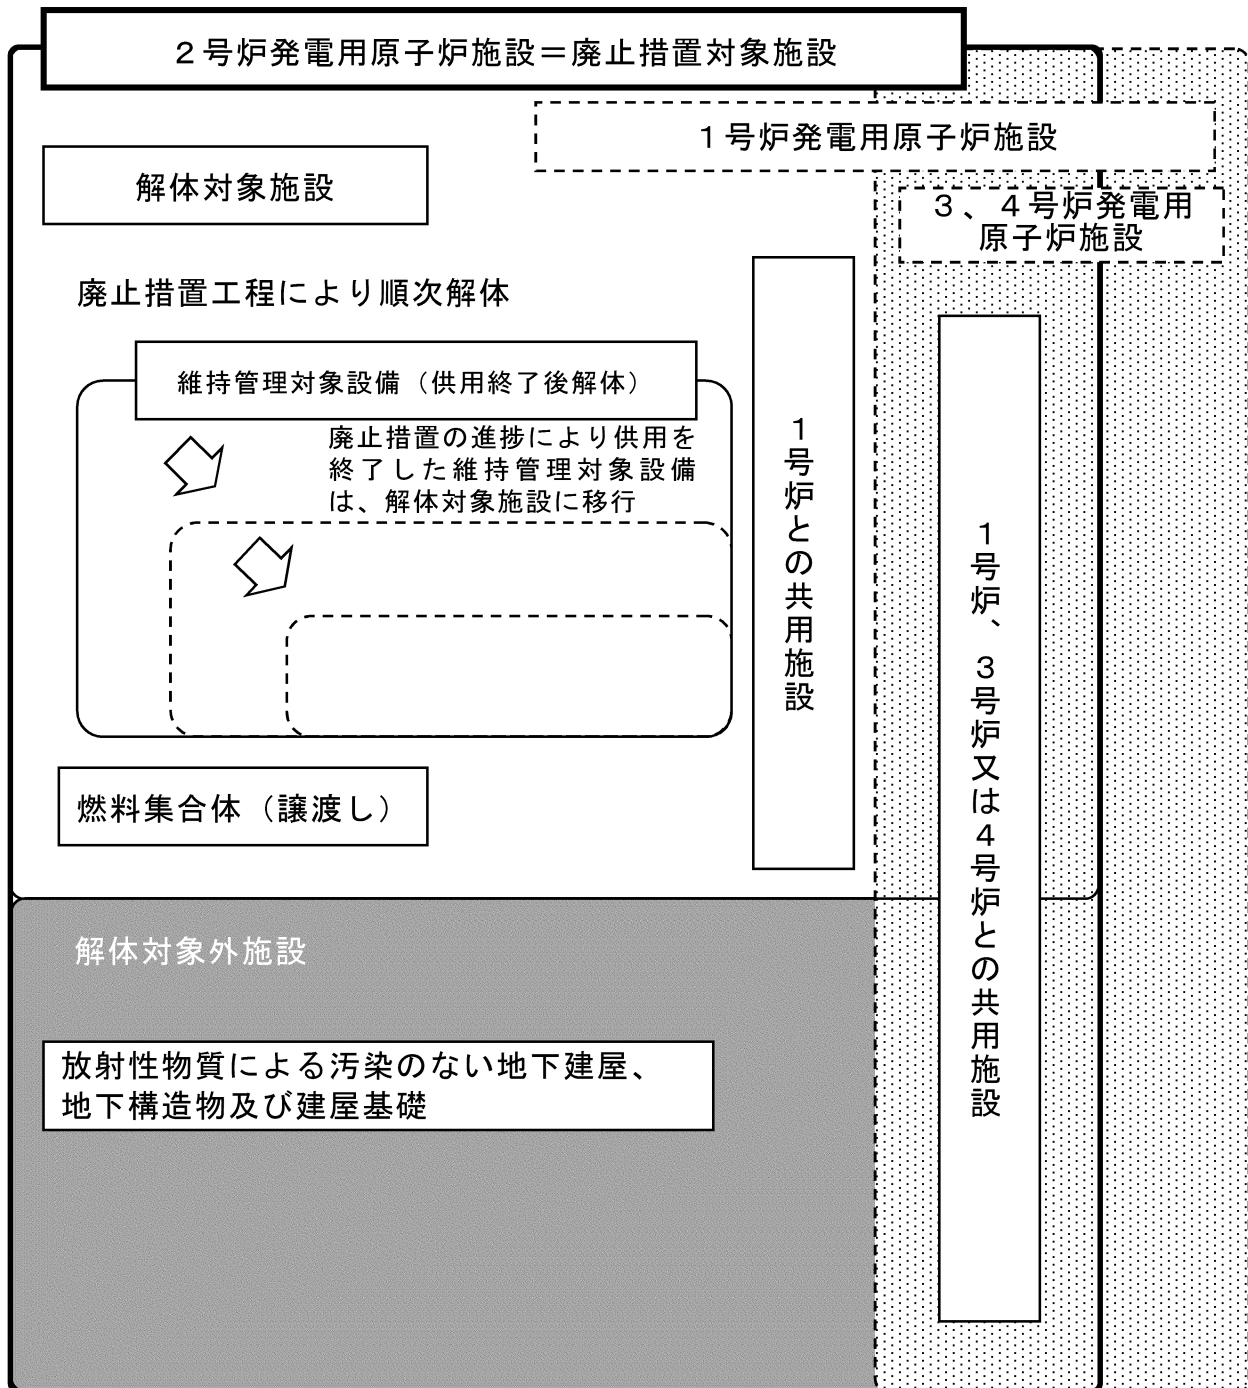 ２号炉発電用原子炉施設＝廃止措置対象施設
１号炉発電用原子炉施設
解体対象施設
３、４号炉発電用
原子炉施設
廃止措置工程により順次解体
維持管理対象設備（供用終了後解体）
廃止措置の進捗により供用を
終了した維持管理対象設備
は、解体対象施設に移行
１号炉との共用施設
１号炉、３号炉又は４号炉との共用施設
燃料集合体（譲渡し）
解体対象外施設
放射性物質による汚染のない地下建屋、
地下構造物及び建屋基礎